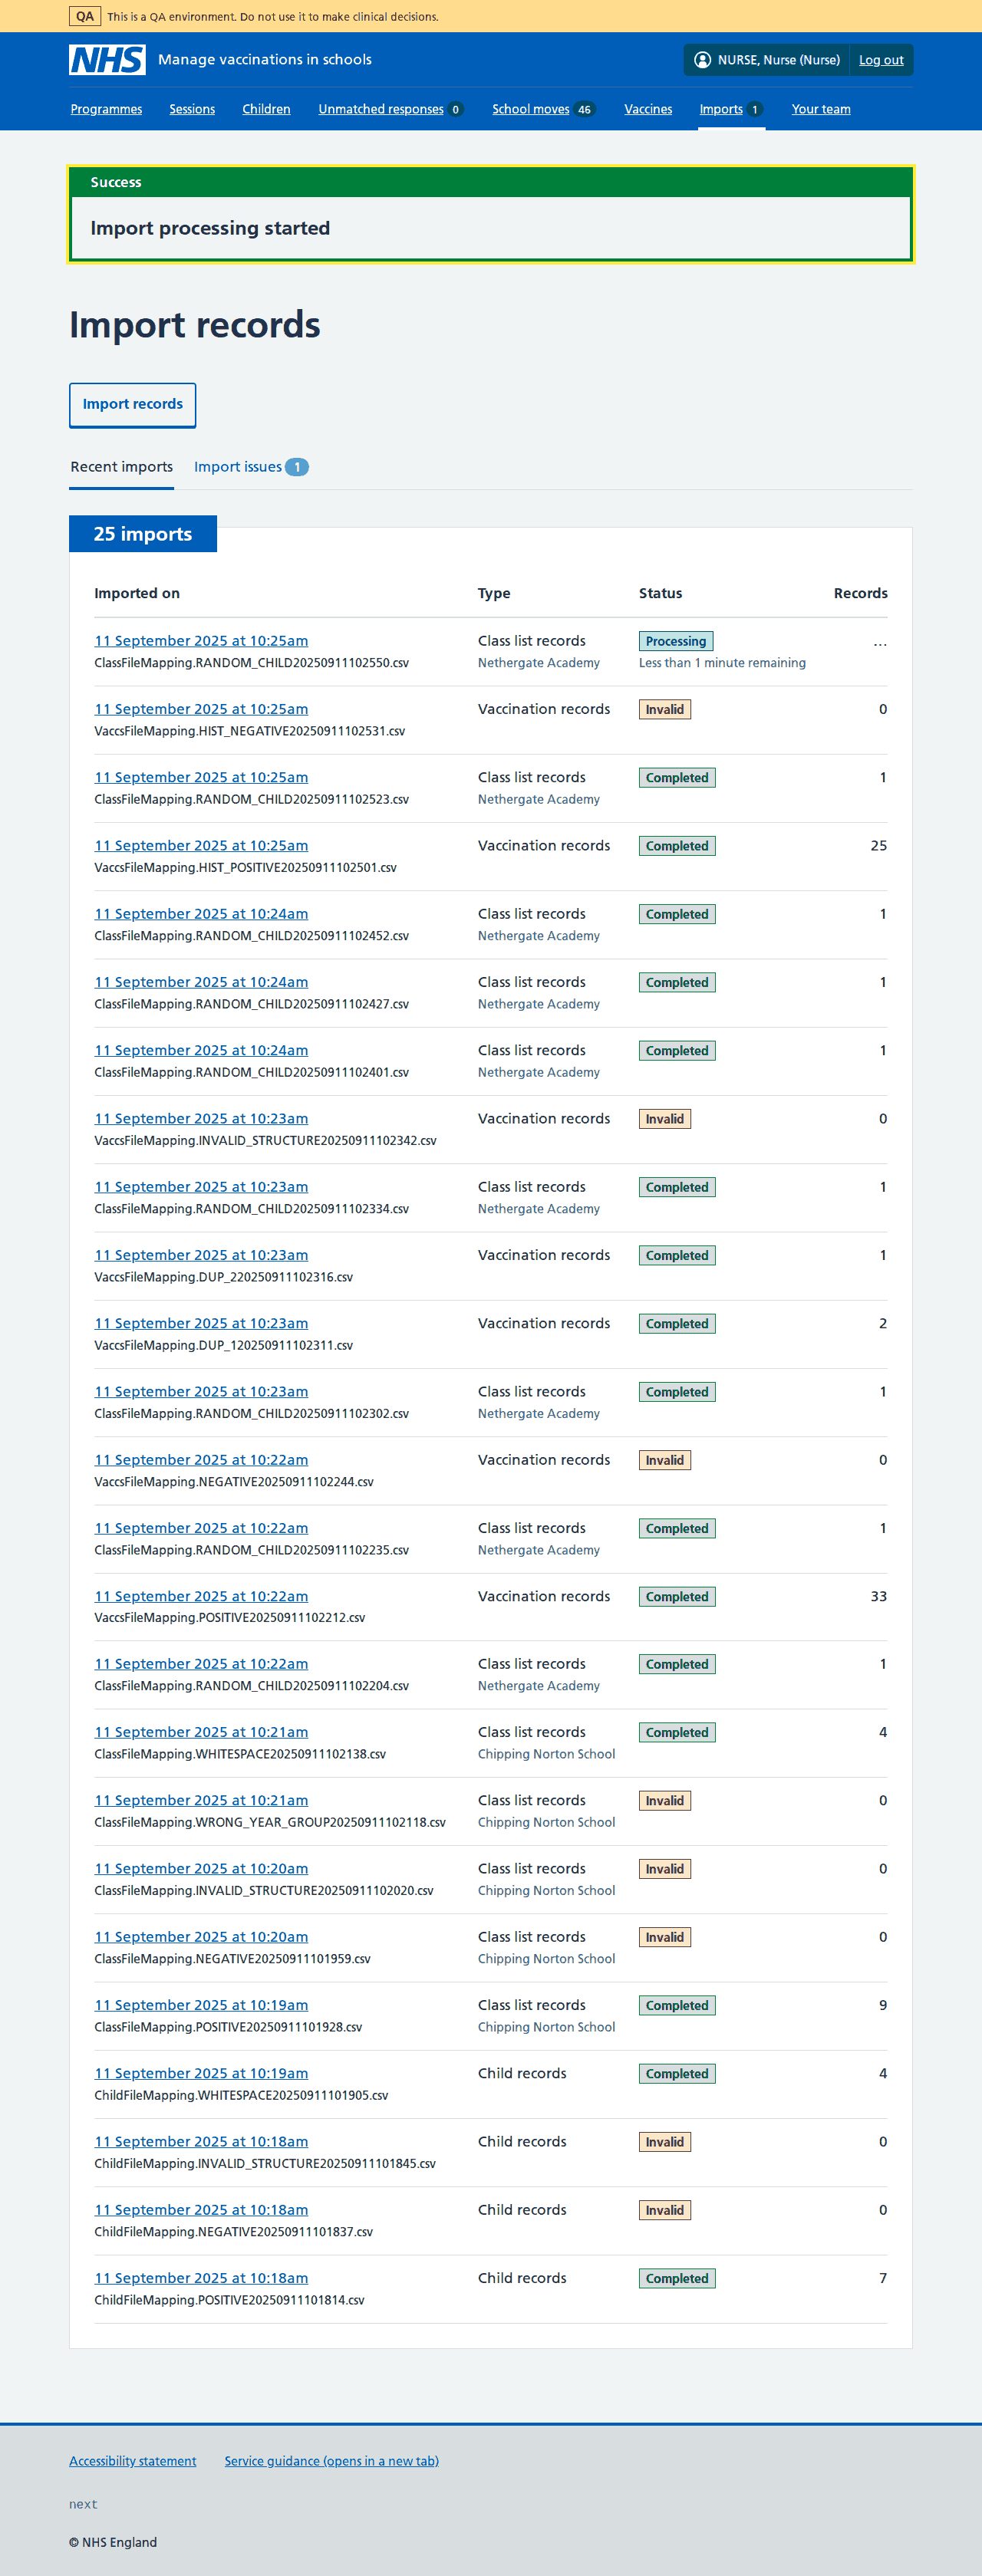 QA This is a QA environment. Do not use it to make clinical decisions.
NHS Manage vaccinations in schools NURSE, Nurse (Nurse) Log out
Programmes Sessions Children Unmatched responses 0 School moves 46 Vaccines Imports 1 Your team
Success
Import processing started
Import records
Import records
Recent imports Import issues 1
25 imports
Imported on Type Status Records
11 September 2025 at 10:25am Class list records Processing ...
ClassFileMapping.RANDOM_CHILD20250911102550.csv Nethergate Academy Less than 1 minute remaining
11 September 2025 at 10:25am Vaccination records Invalid 0
VaccsFileMapping.HIST_NEGATIVE20250911102531.csv
11 September 2025 at 10:25am Class list records Completed 1
ClassFileMapping.RANDOM_CHILD20250911102523.csv Nethergate Academy
11 September 2025 at 10:25am Vaccination records Completed 25
VaccsFileMapping.HIST_POSITIVE20250911102501.csv
11 September 2025 at 10:24am Class list records Completed 1
ClassFileMapping.RANDOM_CHILD20250911102452.csv Nethergate Academy
11 September 2025 at 10:24am Class list records Completed 1
ClassFileMapping.RANDOM_CHILD20250911102427.csv Nethergate Academy
11 September 2025 at 10:24am Class list records Completed 1
ClassFileMapping.RANDOM_CHILD20250911102401.csv Nethergate Academy
11 September 2025 at 10:23am Vaccination records Invalid 0
VaccsFileMapping.INVALID_STRUCTURE20250911102342.csv
11 September 2025 at 10:23am Class list records Completed 1
ClassFileMapping.RANDOM_CHILD20250911102334.csv Nethergate Academy
11 September 2025 at 10:23am Vaccination records Completed 1
VaccsFileMapping.DUP_220250911102316.csv
11 September 2025 at 10:23am Vaccination records Completed 2
VaccsFileMapping.DUP_120250911102311.csv
11 September 2025 at 10:23am Class list records Completed 1
ClassFileMapping.RANDOM_CHILD20250911102302.csv Nethergate Academy
11 September 2025 at 10:22am Vaccination records Invalid 0
VaccsFileMapping.NEGATIVE20250911102244.csv
11 September 2025 at 10:22am Class list records Completed 1
ClassFileMapping.RANDOM_CHILD20250911102235.csv Nethergate Academy
11 September 2025 at 10:22am Vaccination records Completed 33
VaccsFileMapping.POSITIVE20250911102212.csv
11 September 2025 at 10:22am Class list records Completed 1
ClassFileMapping.RANDOM_CHILD20250911102204.csv Nethergate Academy
11 September 2025 at 10:21am Class list records Completed 4
ClassFileMapping.WHITESPACE20250911102138.csv Chipping Norton School
11 September 2025 at 10:21am Class list records Invalid 0
ClassFileMapping.WRONG_YEAR_GROUP20250911102118.csv Chipping Norton School
11 September 2025 at 10:20am Class list records Invalid 0
ClassFileMapping.INVALID_STRUCTURE20250911102020.csv Chipping Norton School
11 September 2025 at 10:20am Class list records Invalid 0
ClassFileMapping.NEGATIVE20250911101959.csv Chipping Norton School
11 September 2025 at 10:19am Class list records Completed 9
ClassFileMapping.POSITIVE20250911101928.csv Chipping Norton School
11 September 2025 at 10:19am Child records Completed 4
ChildFileMapping.WHITESPACE20250911101905.csv
11 September 2025 at 10:18am Child records Invalid 0
ChildFileMapping.INVALID_STRUCTURE20250911101845.csv
11 September 2025 at 10:18am Child records Invalid 0
ChildFileMapping.NEGATIVE20250911101837.csv
11 September 2025 at 10:18am Child records Completed 7
ChildFileMapping.POSITIVE20250911101814.csv
Accessibility statement Service guidance (opens in a new tab)
next
© NHS England